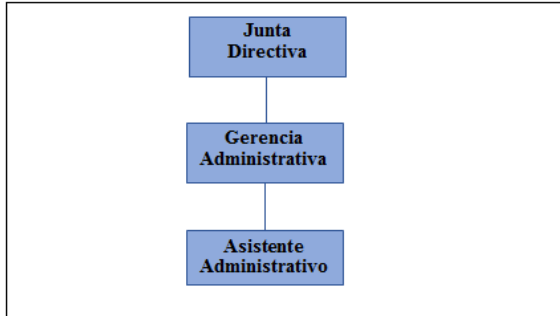 Junta
Directiva
Gerencia
Administrativa
Asistente
Administrativo